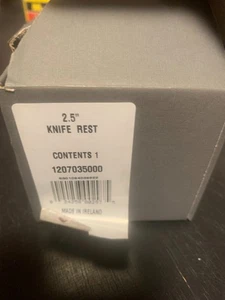 2.5"
KNIFE REST
CONTENTS 1
1207035000
MADE IN IRELAND